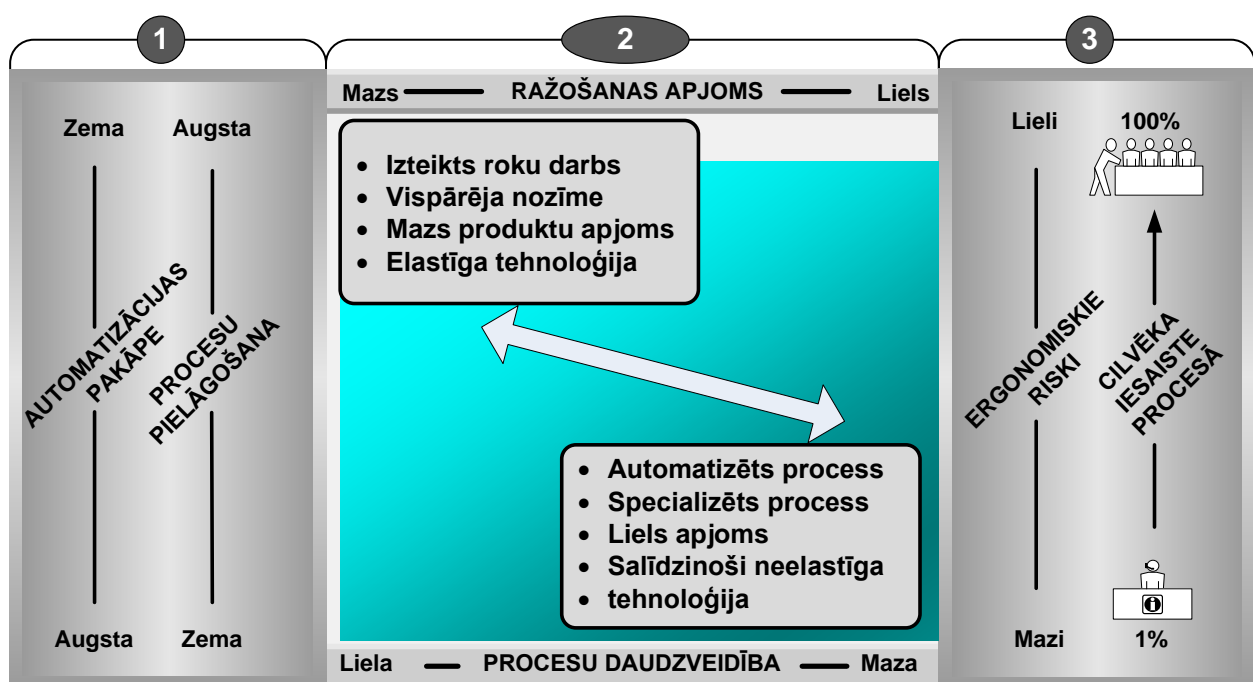 1
2
3
Zema
Augsta
AUTOMATIZĀCIJAS
PAKĀPE
PROCESU
PIELĀGOŠANA
Augsta
Zema
Mazs
RAŽOŠANAS APJOMS
Liels
• Izteikts roku darbs
• Vispārēja nozīme
• Mazs produktu apjoms
• Elastīga tehnoloģija
• Automatizēts process
• Specializēts process
• Liels apjoms
• Salīdzinoši neelastīga
• tehnoloģija
Liela
PROCESU DAUDZVEIDĪBA
Maza
Lieli
100%
ERGONOMISKIE
RISKI
CILVĒKA
IESAISTE
PROCESĀ
Mazi
1%